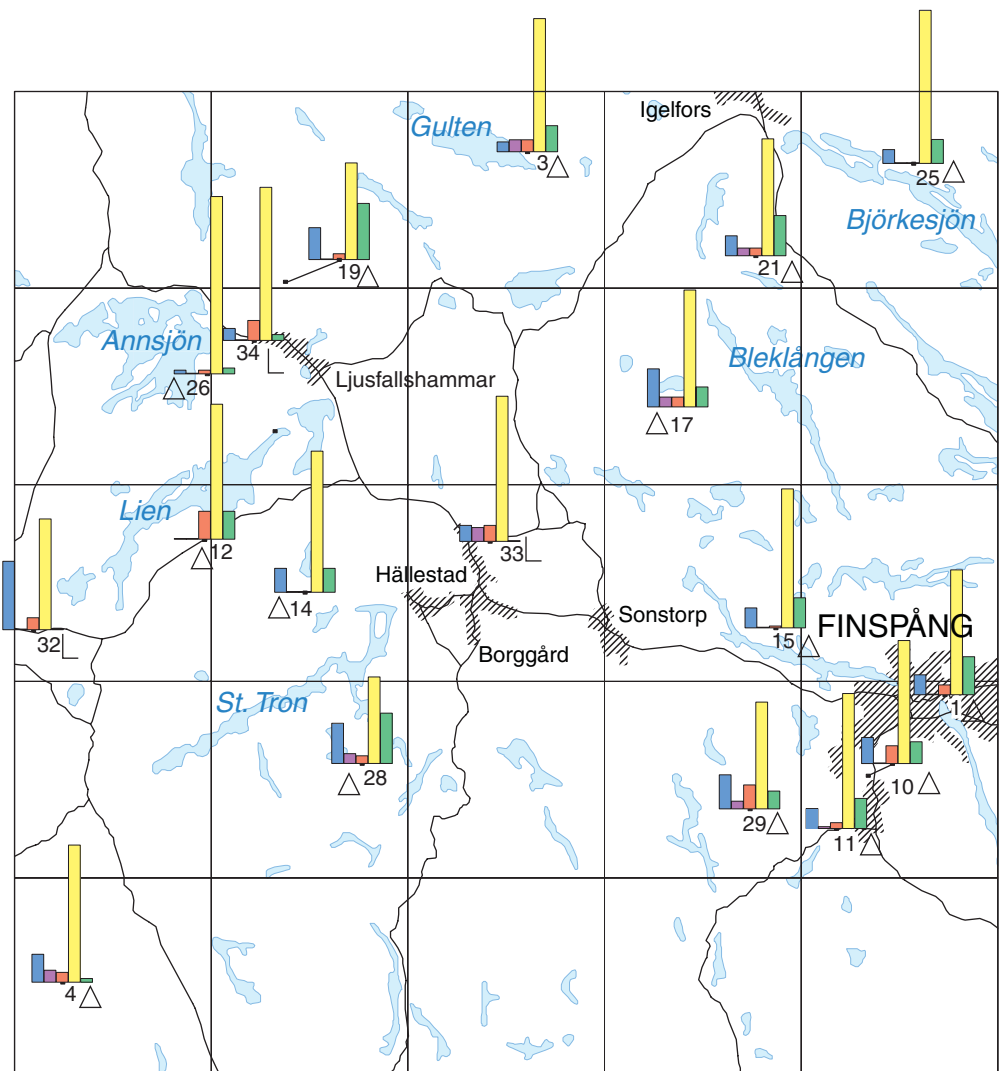 Igelfors
Gulten
3
25
Björkesjön
19
21
Annsjön
34
Bleklången
26
Ljusfallshammar
17
Lien
12
33
Hällestad
14
Sonstorp
15
FINSPÅNG
32
Borggård
St. Tron
1
28
10
29
11
4